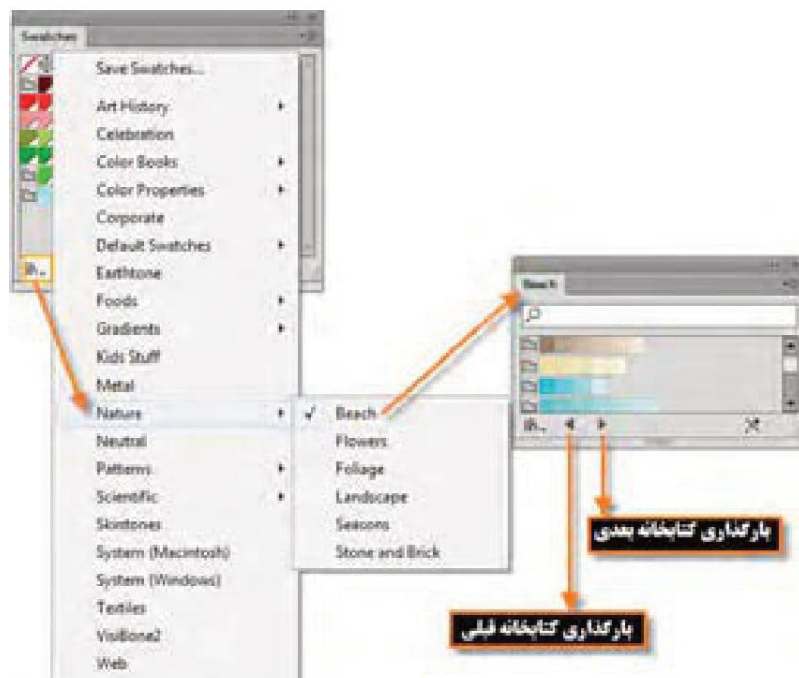 Swatches
Save Swatches...
Art History
Celebration
Color Books
Color Properties
Corporate
Default Swatches
Earthtone
Foods
Gradients
Kids Stuff
Metal
Nature
Neutral
Patterns
Scientific
Skintones
System (Macintosh)
System (Windows)
Textiles
VisiBone2
Web
Beach
Flowers
Foliage
Landscape
Seasons
Stone and Brick
Beach
بارگذاری کتابخانه بعدی
بارگذاری کتابخانه قبلی